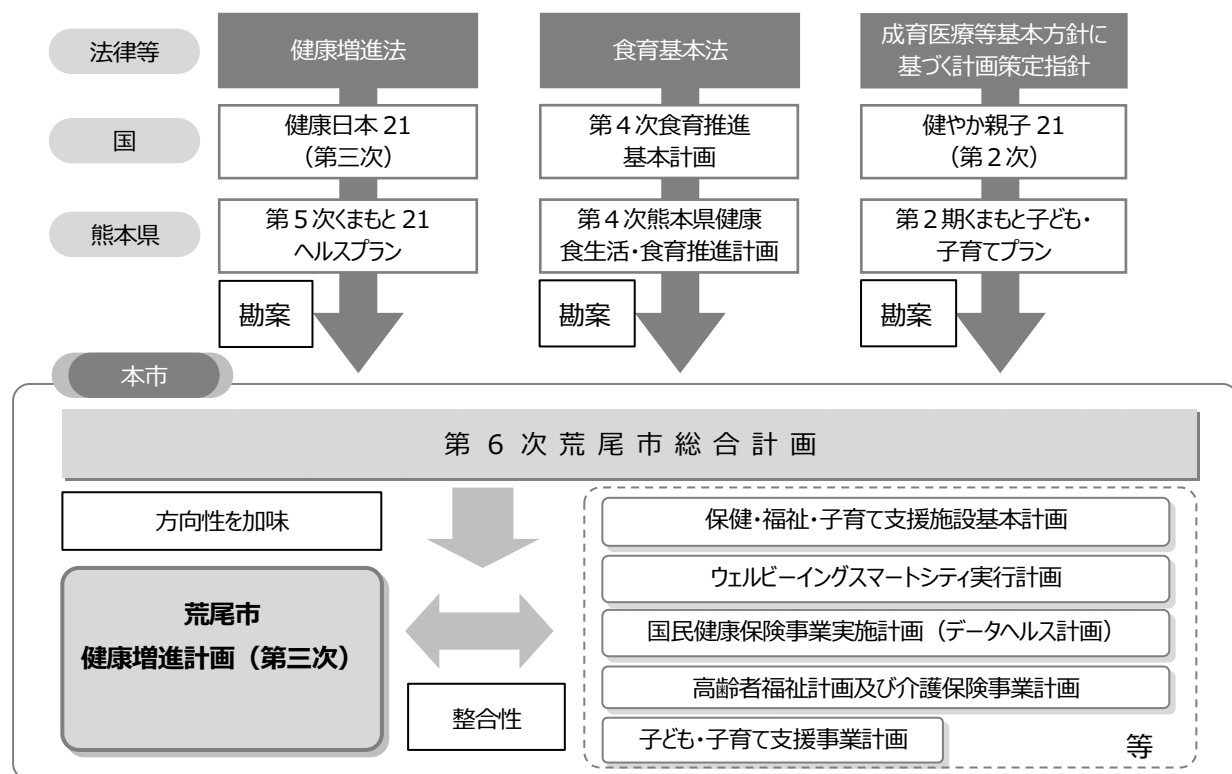 法律等
健康増進法
食育基本法
成育医療等基本方針に
基づく計画策定指針
国
健康日本 21
（第三次）
第４次食育推進
基本計画
健やか親子 21
（第２次）
熊本県
第５次くまもと 21
ヘルスプラン
第４次熊本県健康
食生活・食育推進計画
第２期くまもと子ども・
子育てプラン
勘案
勘案
勘案
本市
第 6 次荒尾市総合計画
方向性を加味
荒尾市
健康増進計画（第三次）
整合性
保健・福祉・子育て支援施設基本計画
ウェルビーイングスマートシティ実行計画
国民健康保険事業実施計画（データヘルス計画）
高齢者福祉計画及び介護保険事業計画
子ども・子育て支援事業計画
等